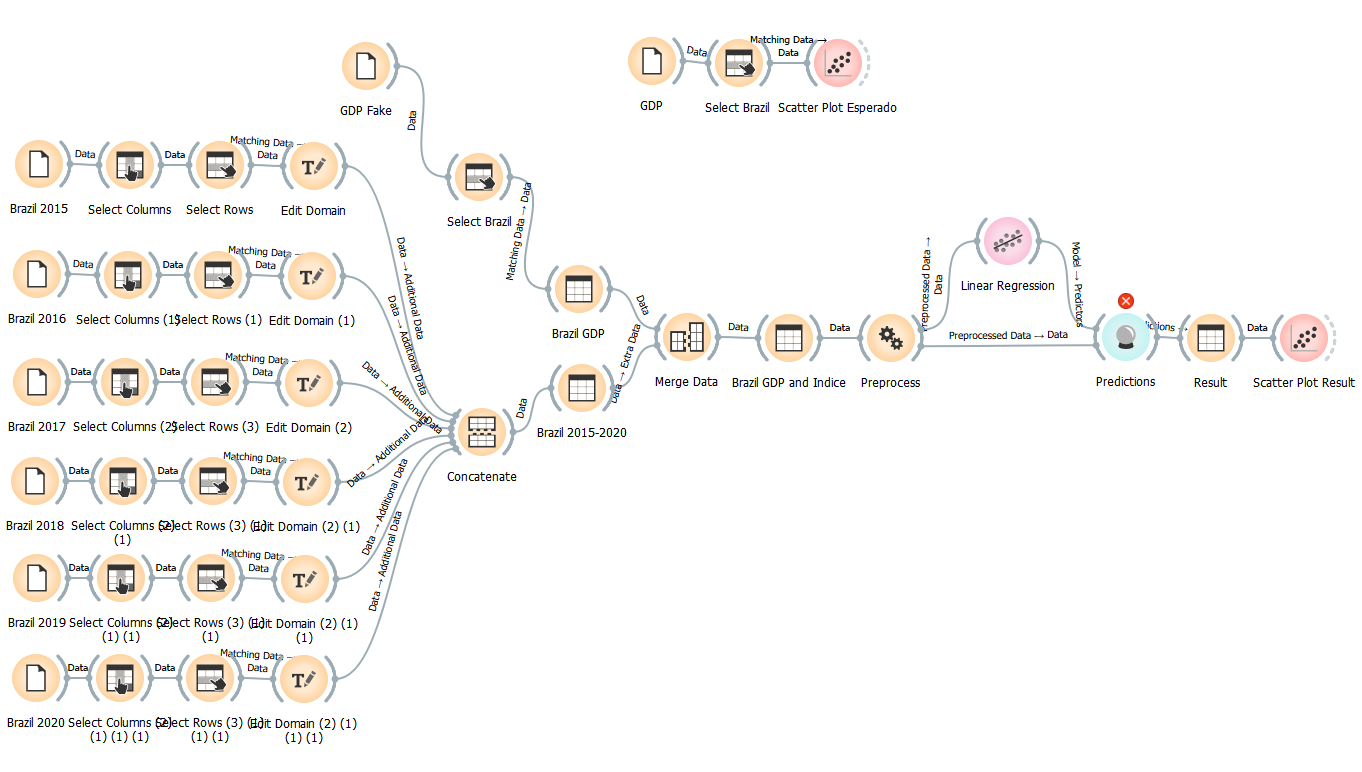 Matching Data →
Data
Data
GDP
Select Brazil
Scatter Plot Esperado
GDP Fake
Data
Matching Data
Data
Data
Data
Brazil 2015
Select Columns
Select Rows
Edit Domain
Select Brazil
Matching Data → Data
Matching Data
Data
Data
Data
Brazil 2016
Select Columns (1)
Select Rows (1)
Edit Domain (1)
Data → Additional Data
Data → Additional Data
Preprocessed Data →
Data
Linear Regression
Model → Predictors
Brazil GDP
Data
Data → Extra Data
Merge Data
Data
Brazil GDP and Indice
Data
Preprocess
Preprocessed Data → Data
Predictions
Result
Data
Scatter Plot Result
Matching Data
Data
Data
Data
Brazil 2017
Select Columns (2)
Select Rows (3)
Edit Domain (2)
Data → Additional Data
Data → Additional Data
Concatenate
Data
Brazil 2015-2020
Matching Data
Data
Data
Data
Brazil 2018
Select Columns (2)
(1)
Select Rows (3) (1)
Edit Domain (2) (1)
Data → Additional Data
Data → Additional Data
Matching Data
Data
Data
Data
Brazil 2019
Select Columns (2)
(1) (1)
Select Rows (3) (1)
(1)
Edit Domain (2) (1)
(1)
Matching Data
Data
Data
Data
Brazil 2020
Select Columns (2)
(1) (1) (1)
Select Rows (3) (1)
(1) (1)
Edit Domain (2) (1)
(1) (1)